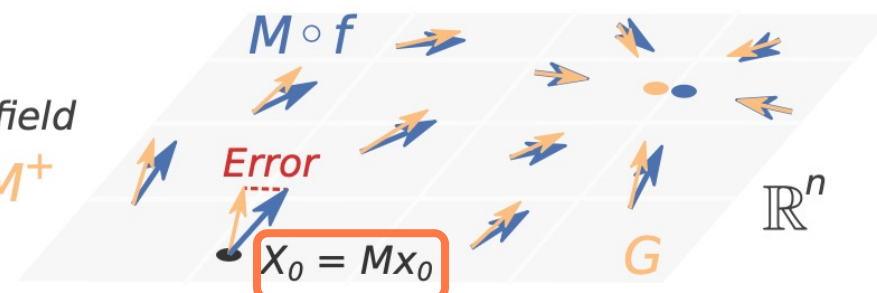 M ∘ f
field
M⁺
Error
ℝⁿ
X₀ = Mx₀
G